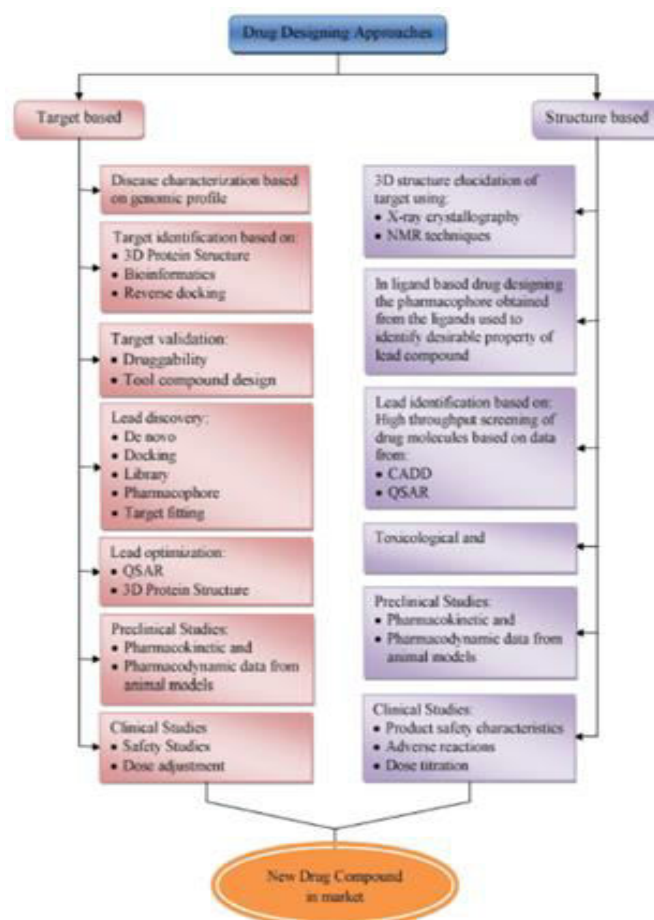 Drug Designing Approaches
Target based
Structure based
Disease characterization based
on genomic profile
Target identification based on:
• 3D Protein Structure
• Bioinformatics
• Reverse docking
Target validation:
• Druggability
• Tool compound design
Lead discovery:
• De novo
• Docking
• Library
• Pharmacophore
• Target fitting
Lead optimization:
• QSAR
• 3D Protein Structure
Preclinical Studies:
• Pharmacokinetic and
• Pharmacodynamic data from
animal models
Clinical Studies
• Safety Studies
• Dose adjustment
3D structure elucidation of
target using:
• X-ray crystallography
• NMR techniques
In ligand based drug designing
the pharmacophore obtained
from the ligands used to
identify desirable property of
lead compound
Lead identification based on:
High throughput screening of
drug molecules based on data
from:
• CADD
• QSAR
Toxicological and
Preclinical Studies:
• Pharmacokinetic and
• Pharmacodynamic data from
animal models
Clinical Studies:
• Product safety characteristics
• Adverse reactions
• Dose titration
New Drug Compound
in market